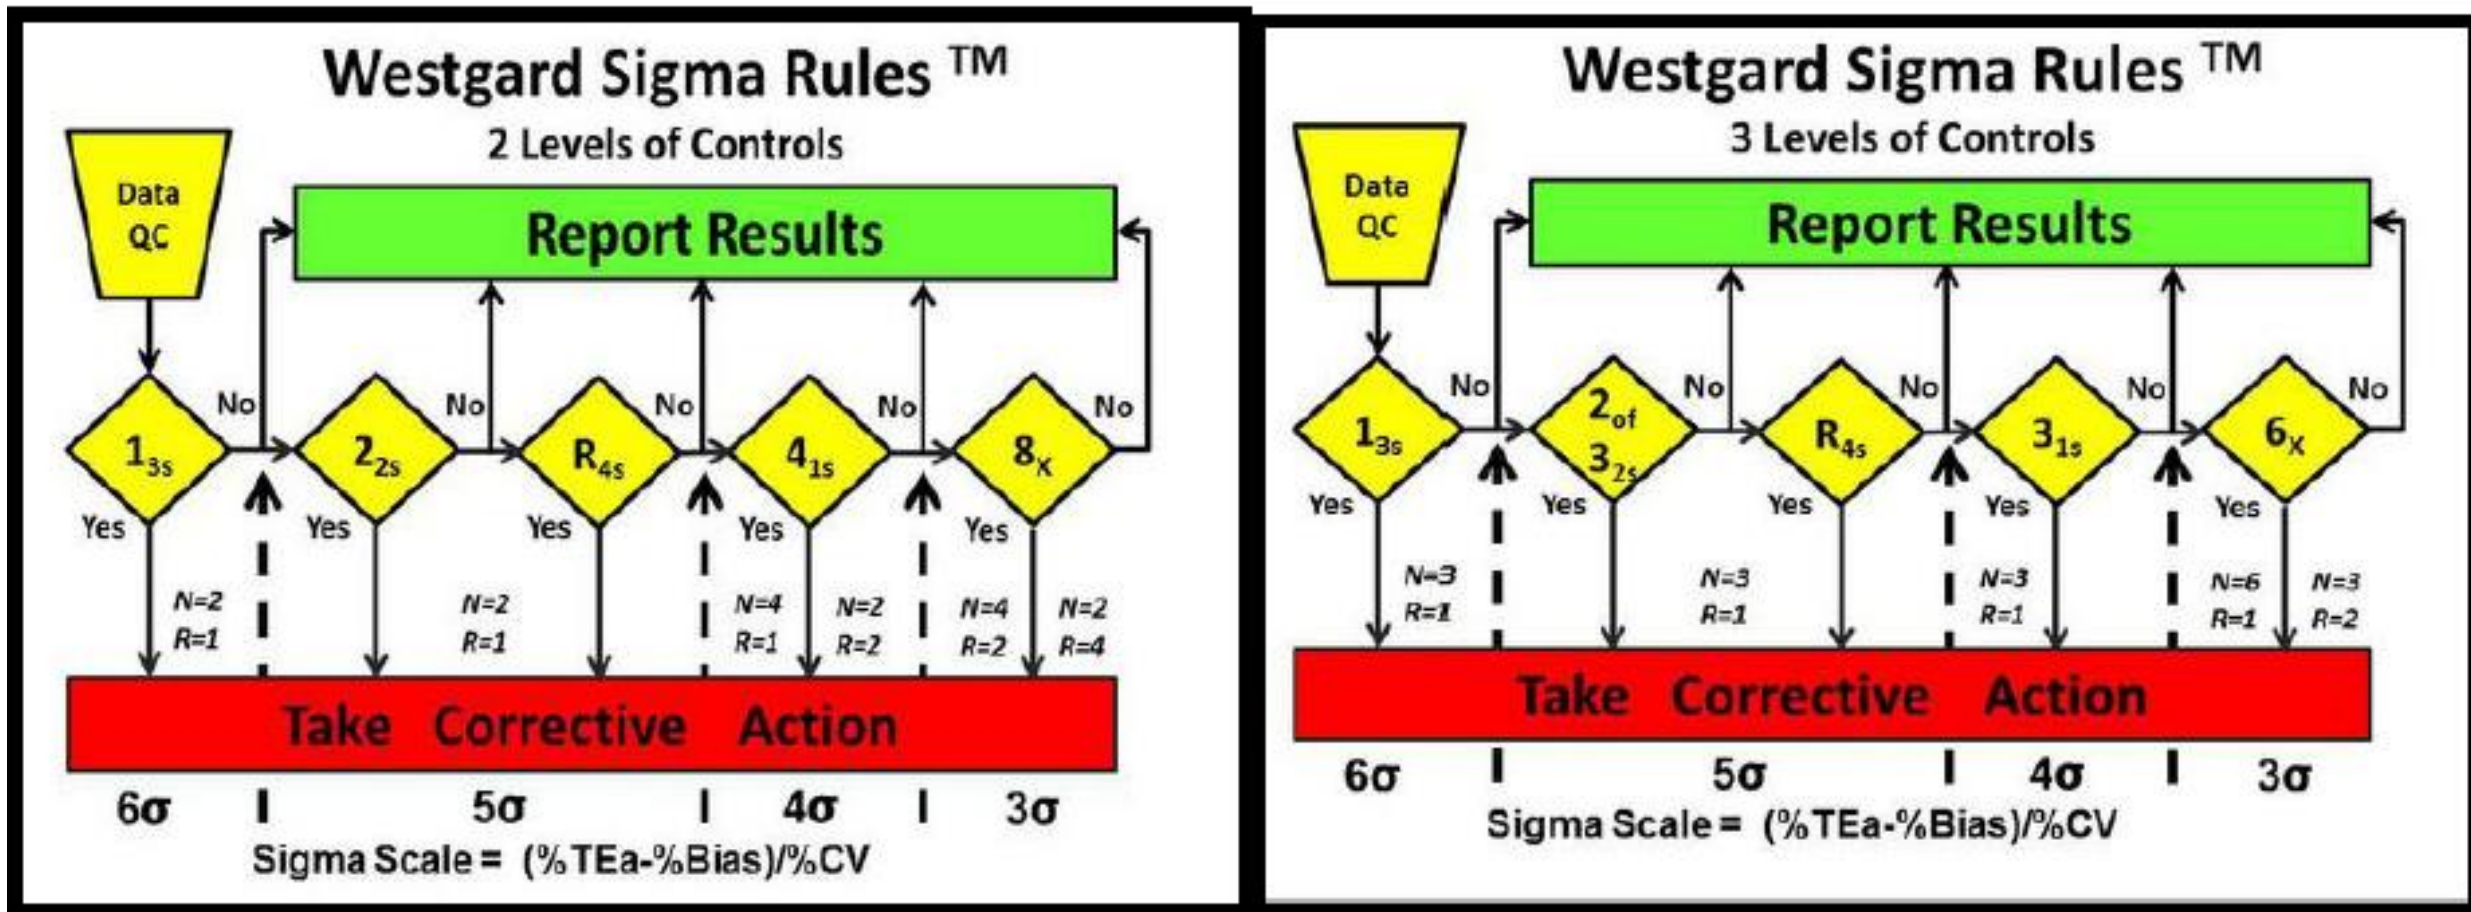 Westgard Sigma Rules TM
2 Levels of Controls
Data
QC
Report Results
No
No
No
No
No
1₃s
2₂s
R₄s
4₁s
8x
Yes
Yes
Yes
Yes
Yes
N=2
R=1
N=2
R=1
N=4
R=1
N=2
R=2
N=4
R=2
N=2
R=4
Take Corrective Action
6σ
5σ
4σ
3σ
Sigma Scale = (%TEa-%Bias)/%CV
Westgard Sigma Rules TM
3 Levels of Controls
Data
QC
Report Results
No
No
No
No
No
1₃s
2of
3₂s
R₄s
3₁s
6x
Yes
Yes
Yes
Yes
Yes
N=3
R=1
N=3
R=1
N=3
R=1
N=6
R=1
N=3
R=2
Take Corrective Action
6σ
5σ
4σ
3σ
Sigma Scale = (%TEa-%Bias)/%CV